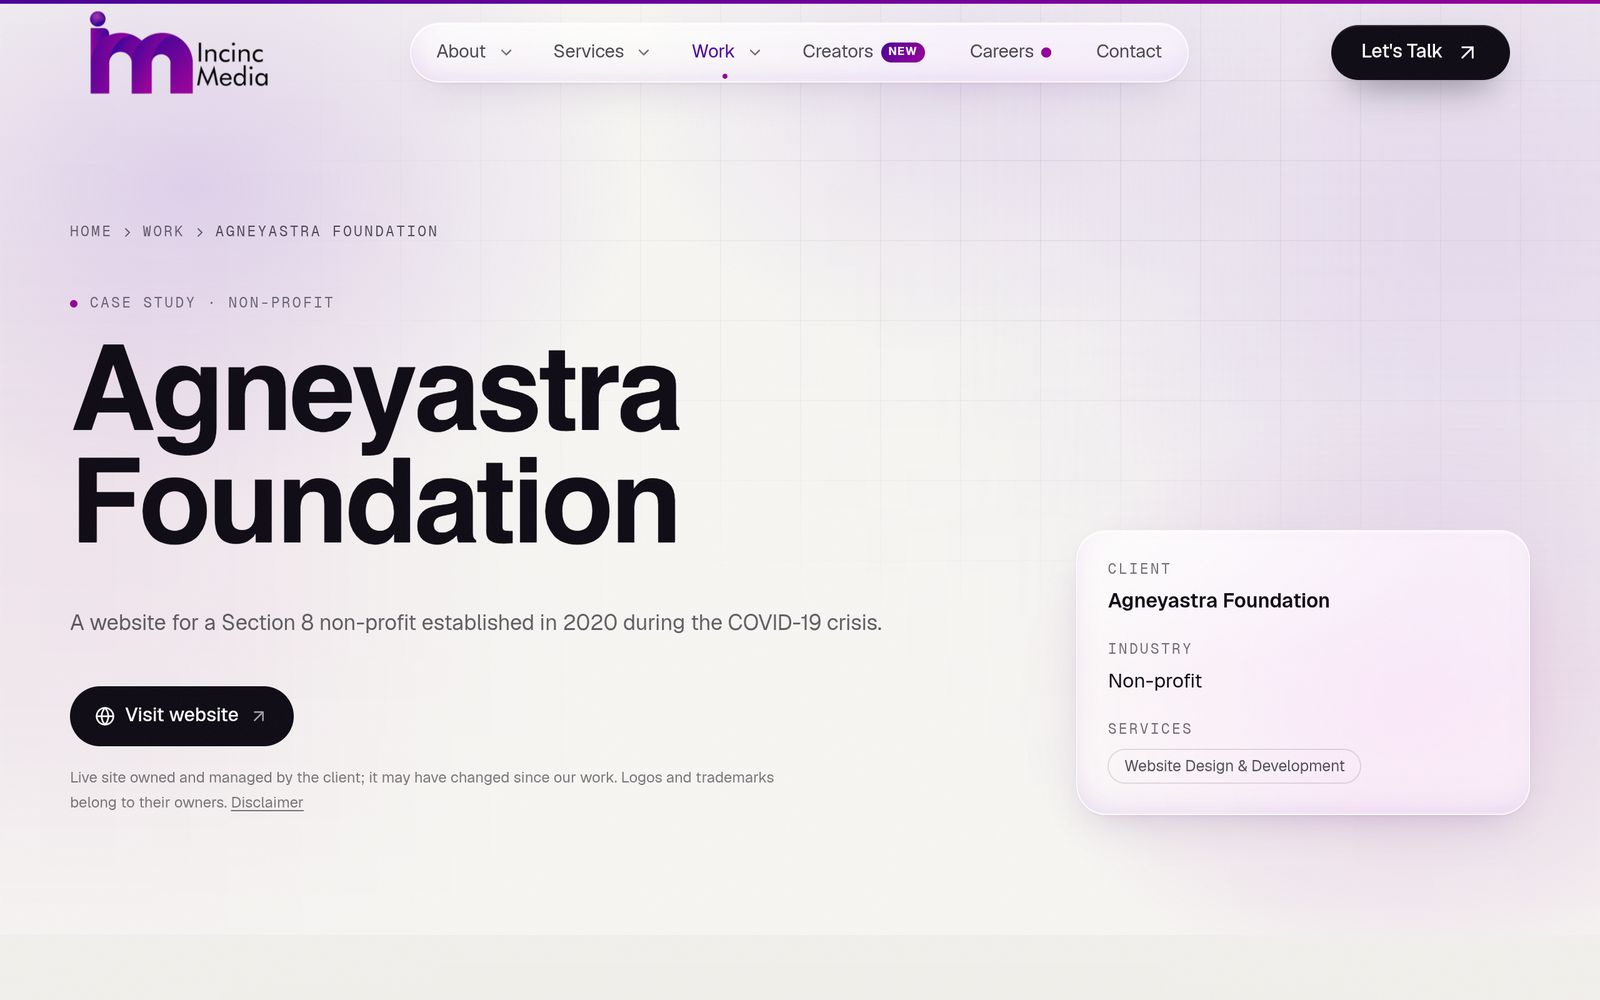 Incinc
Media
About
Services
Work
Creators NEW
Careers
Contact
Let's Talk
HOME > WORK > AGNEYASTRA FOUNDATION
CASE STUDY · NON-PROFIT
Agneyastra
Foundation
A website for a Section 8 non-profit established in 2020 during the COVID-19 crisis.
Visit website
Live site owned and managed by the client; it may have changed since our work. Logos and trademarks
belong to their owners. Disclaimer
CLIENT
Agneyastra Foundation
INDUSTRY
Non-profit
SERVICES
Website Design & Development